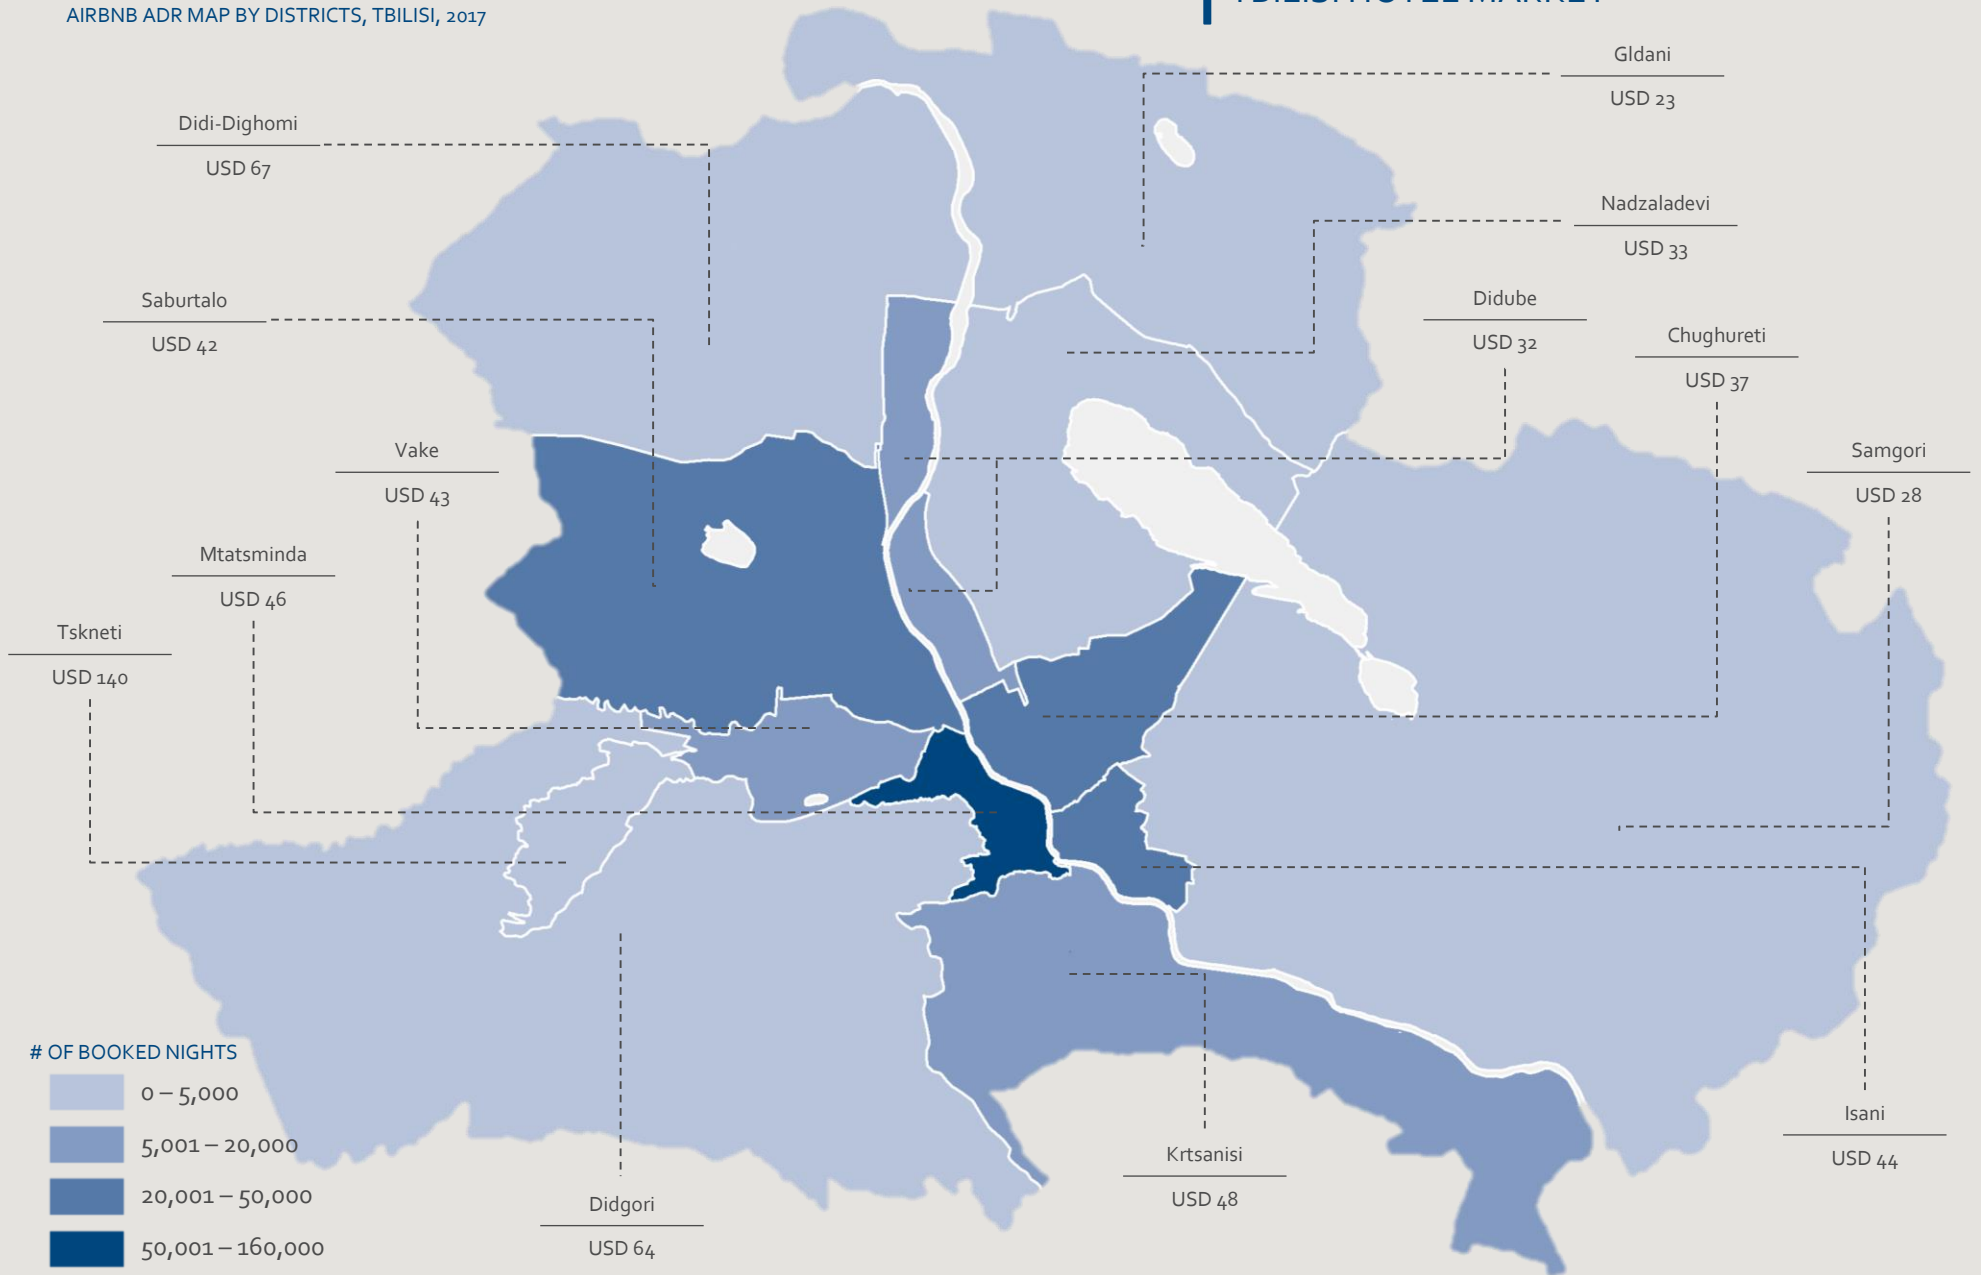 AIRBNB ADR MAP BY DISTRICTS, TBILISI, 2017
TBILISI HOTEL MARKET
Gldani
USD 23
Didi-Dighomi
USD 67
Nadzaladevi
USD 33
Saburtalo
USD 42
Didube
USD 32
Chughureti
USD 37
Vake
USD 43
Samgori
USD 28
Mtatsminda
USD 46
Tskneti
USD 140
# OF BOOKED NIGHTS
0 – 5,000
5,001 – 20,000
20,001 – 50,000
50,001 – 160,000
Didgori
USD 64
Krtsanisi
USD 48
Isani
USD 44